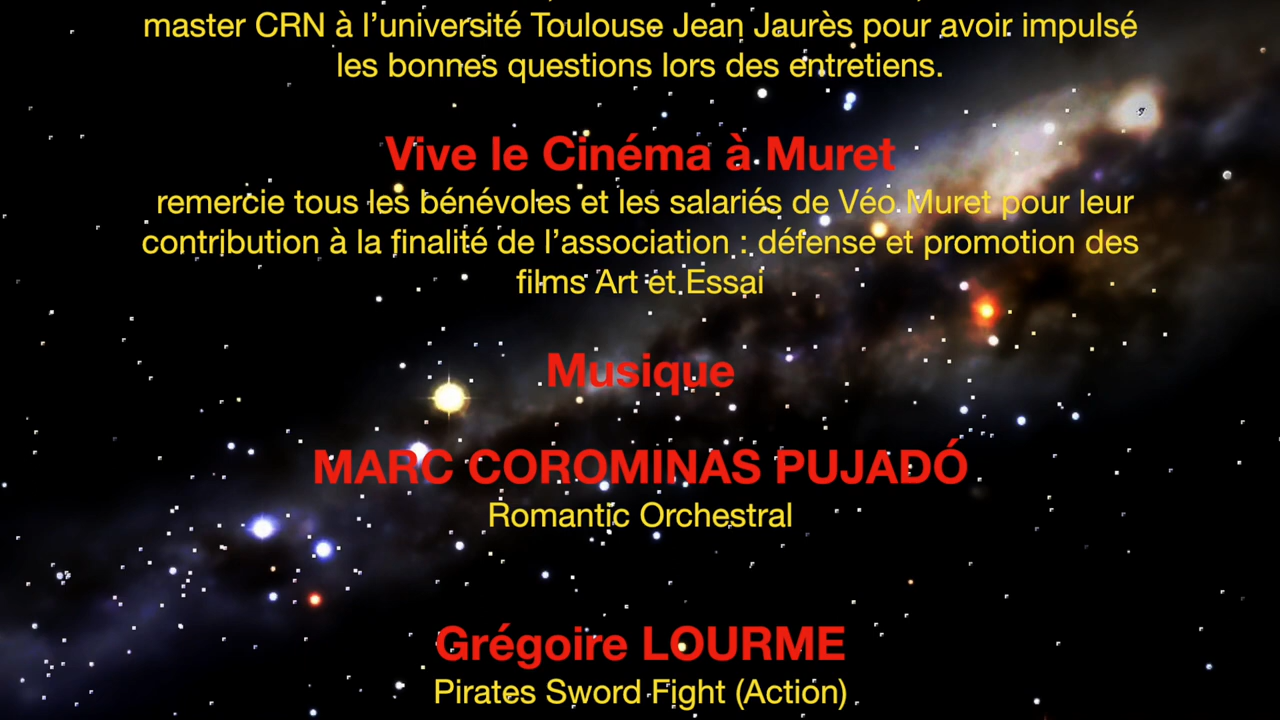 master CRN à l’université Toulouse Jean Jaurès pour avoir impulsé
les bonnes questions lors des entretiens.
Vive le Cinéma à Muret
remercie tous les bénévoles et les salariés de Véo Muret pour leur
contribution à la finalité de l’association : défense et promotion des
films Art et Essai
Musique
MARC COROMINAS PUJADÓ
Romantic Orchestral
Grégoire LOURME
Pirates Sword Fight (Action)